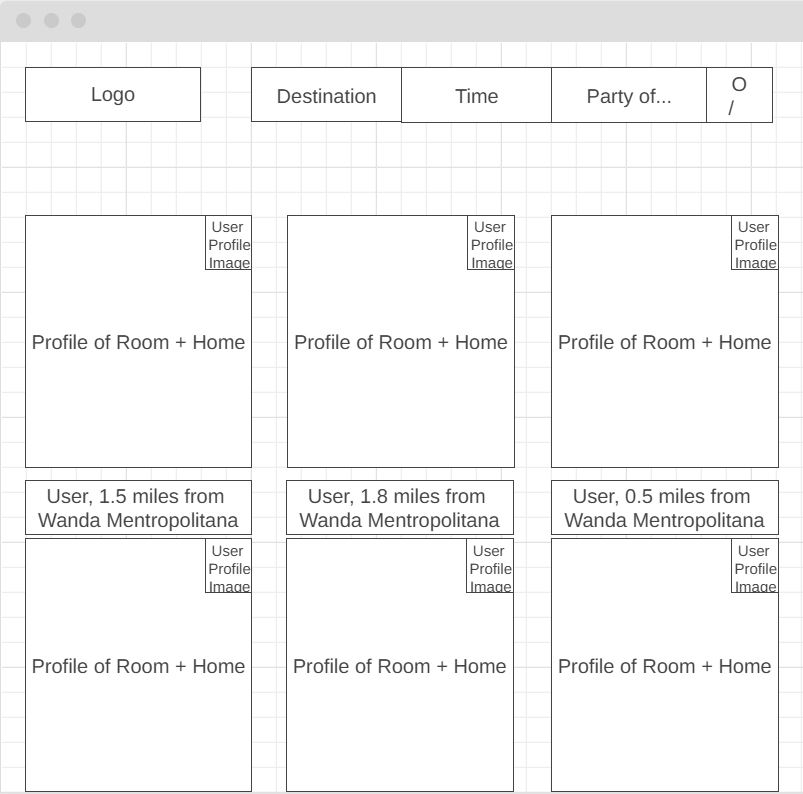 Logo
Destination
Time
Party of...
O
/
User
Profile
Image
Profile of Room + Home
User
Profile
Image
Profile of Room + Home
User
Profile
Image
Profile of Room + Home
User, 1.5 miles from
Wanda Mentropolitana
User, 1.8 miles from
Wanda Mentropolitana
User, 0.5 miles from
Wanda Mentropolitana
User
Profile
Image
Profile of Room + Home
User
Profile
Image
Profile of Room + Home
User
Profile
Image
Profile of Room + Home